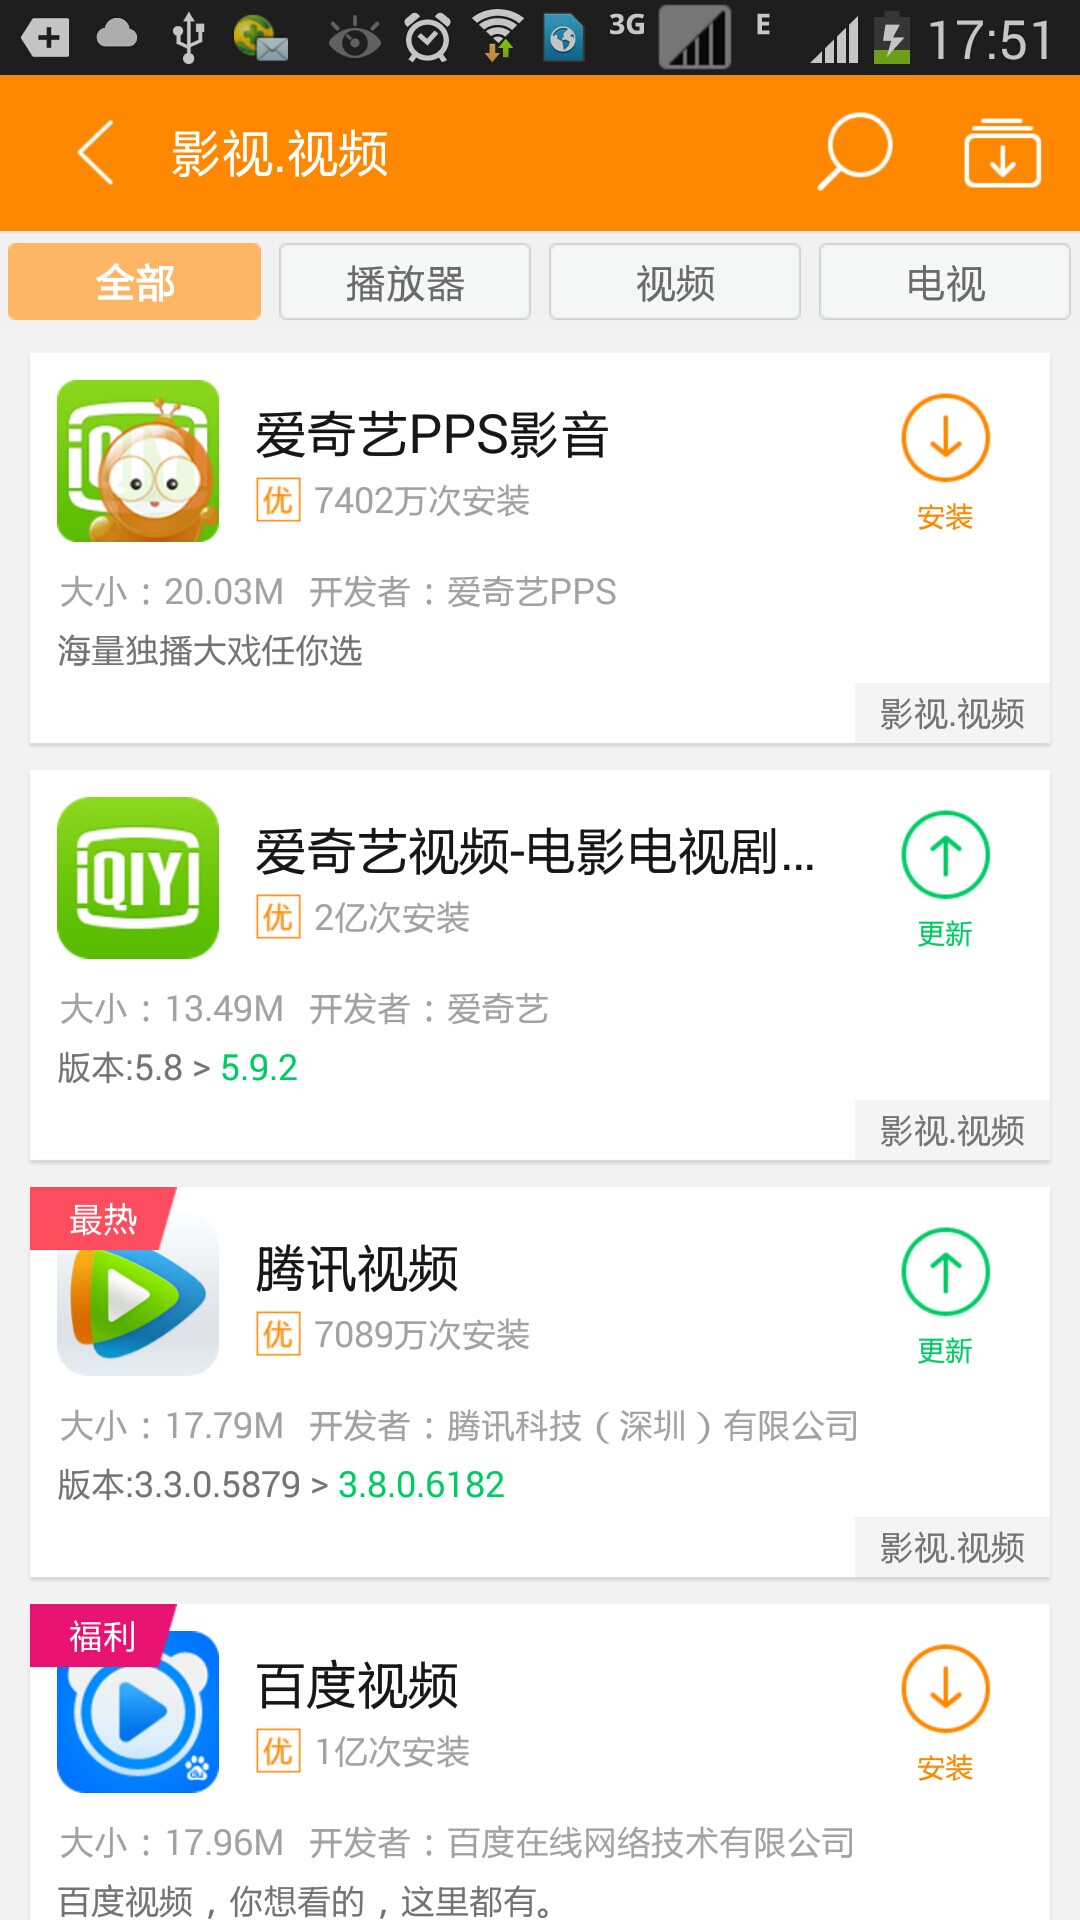 3G E 17:51
影视.视频
全部 播放器 视频 电视
爱奇艺PPS影音
优 7402万次安装
安装
大小：20.03M 开发者：爱奇艺PPS
海量独播大戏任你选
影视.视频
iQIYI
爱奇艺视频-电影电视剧...
优 2亿次安装
更新
大小：13.49M 开发者：爱奇艺
版本:5.8 > 5.9.2
影视.视频
最热
腾讯视频
优 7089万次安装
更新
大小：17.79M 开发者：腾讯科技（深圳）有限公司
版本:3.3.0.5879 > 3.8.0.6182
影视.视频
福利
百度视频
优 1亿次安装
安装
大小：17.96M 开发者：百度在线网络技术有限公司
百度视频，你想看的，这里都有。